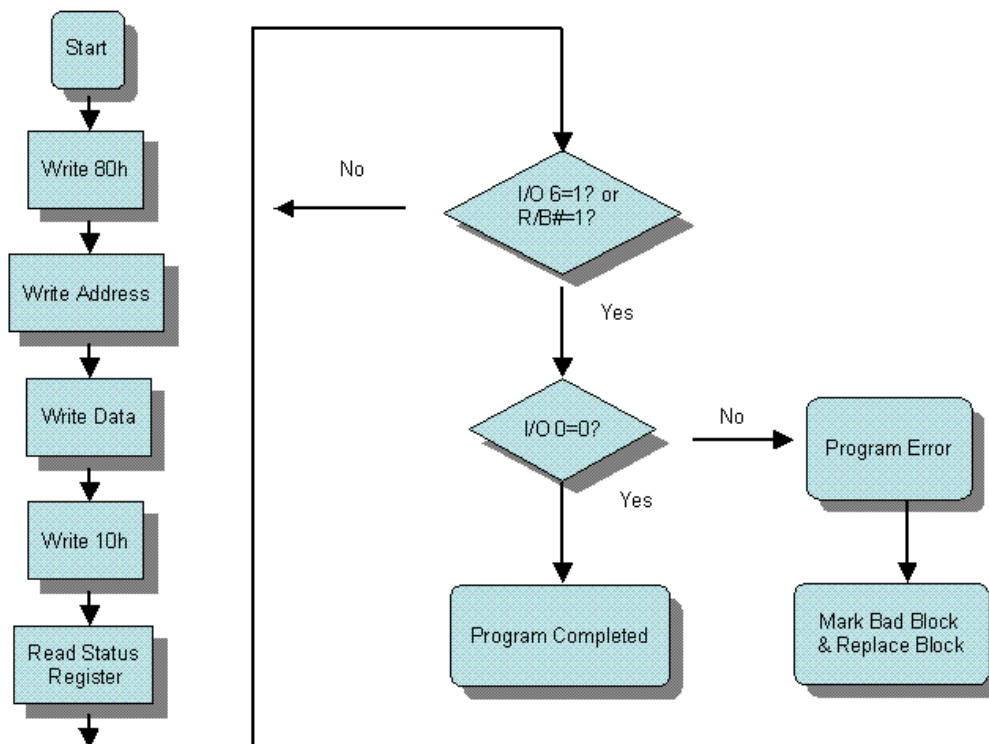 Start
Write 80h
Write Address
Write Data
Write 10h
Read Status
Register
No
I/O 6=1? or
R/B#=1?
Yes
I/O 0=0?
No
Program Error
Yes
Program Completed
Mark Bad Block
& Replace Block